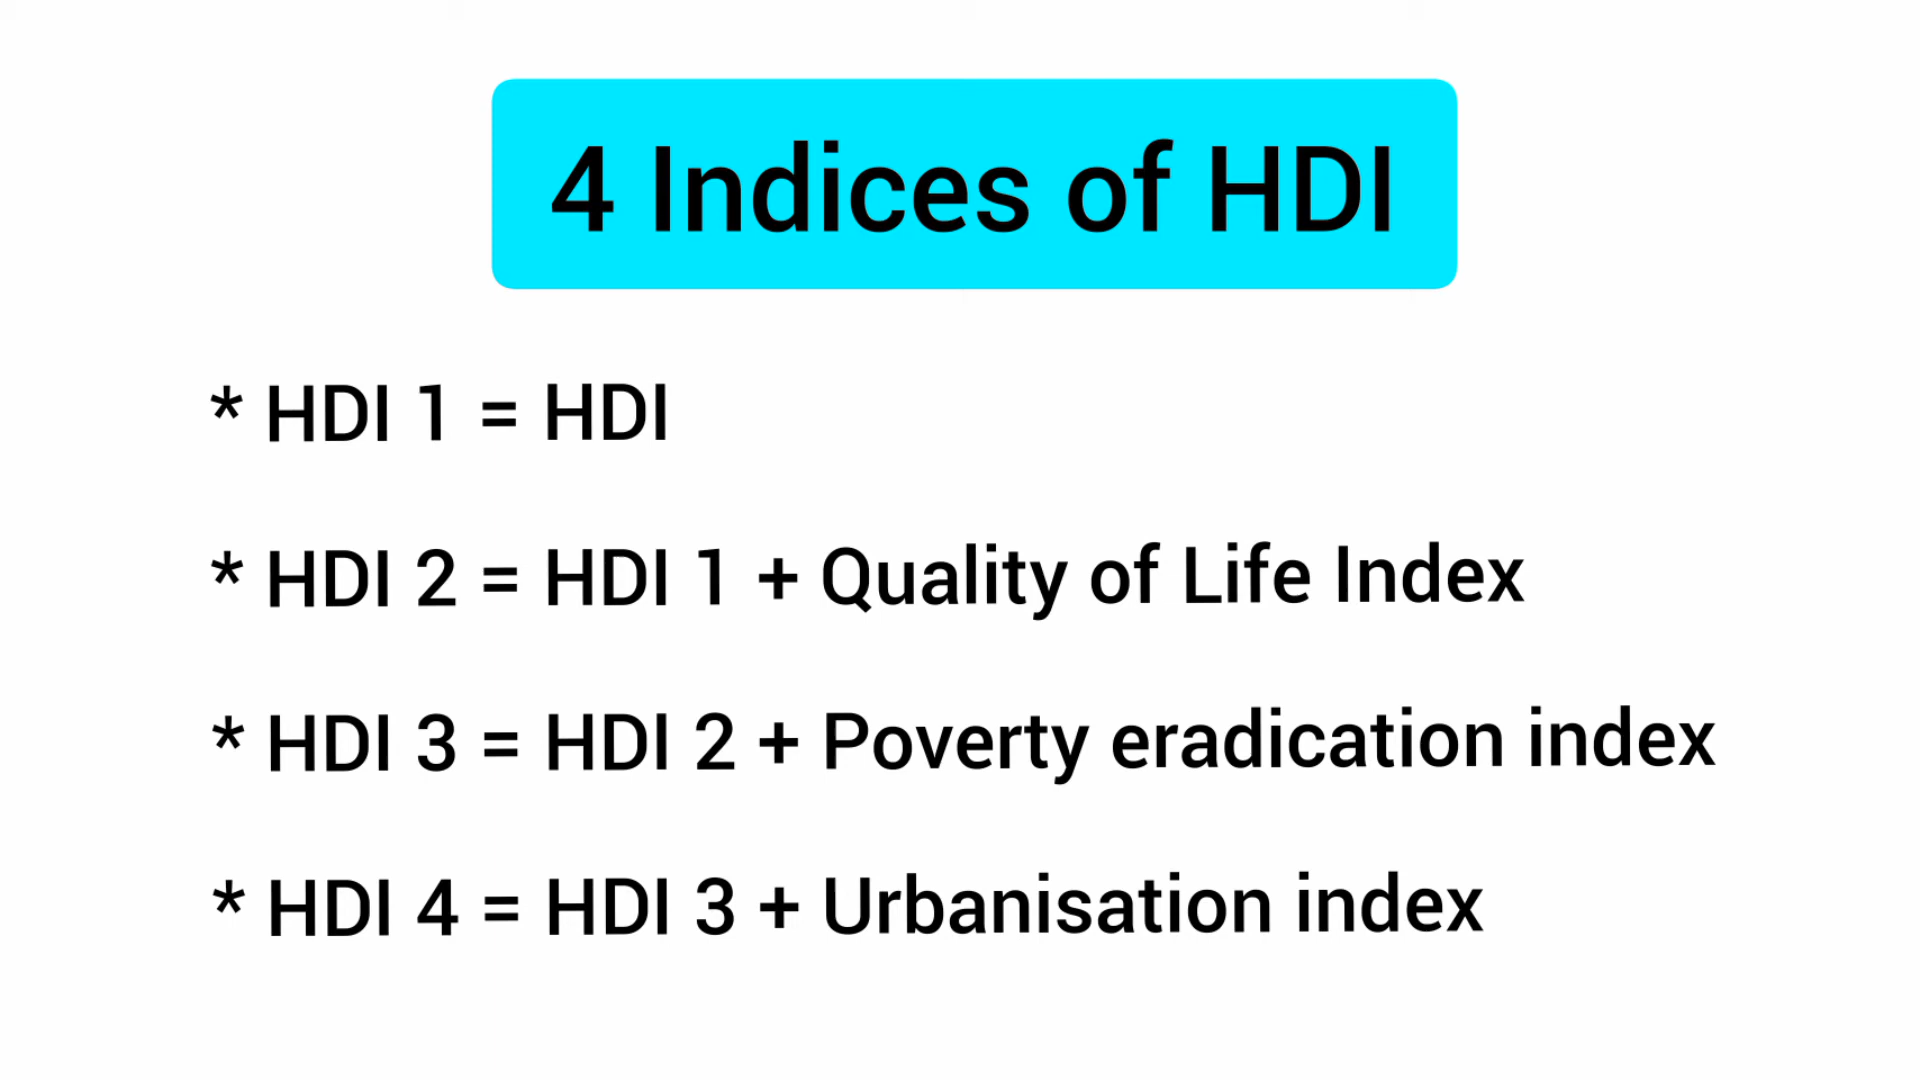 4 Indices of HDI
* HDI 1 = HDI
* HDI 2 = HDI 1 + Quality of Life Index
* HDI 3 = HDI 2 + Poverty eradication index
* HDI 4 = HDI 3 + Urbanisation index